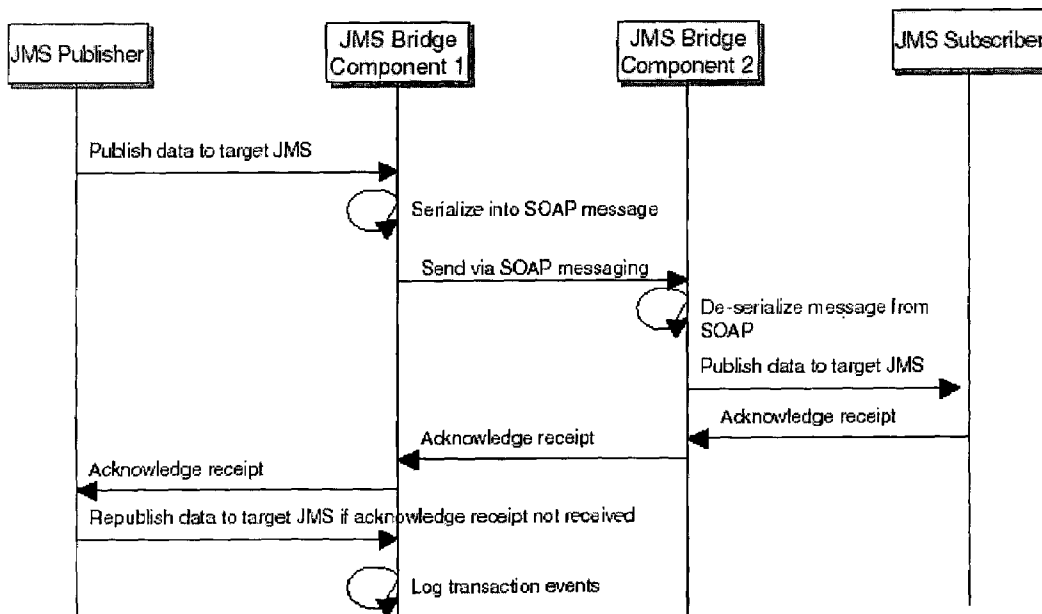 JMS Publisher
JMS Bridge
Component 1
JMS Bridge
Component 2
JMS Subscriber
Publish data to target JMS
Serialize into SOAP message
Send via SOAP messaging
De-serialize message from
SOAP
Publish data to target JMS
Acknowledge receipt
Acknowledge receipt
Acknowledge receipt
Republish data to target JMS if acknowledge receipt not received
Log transaction events